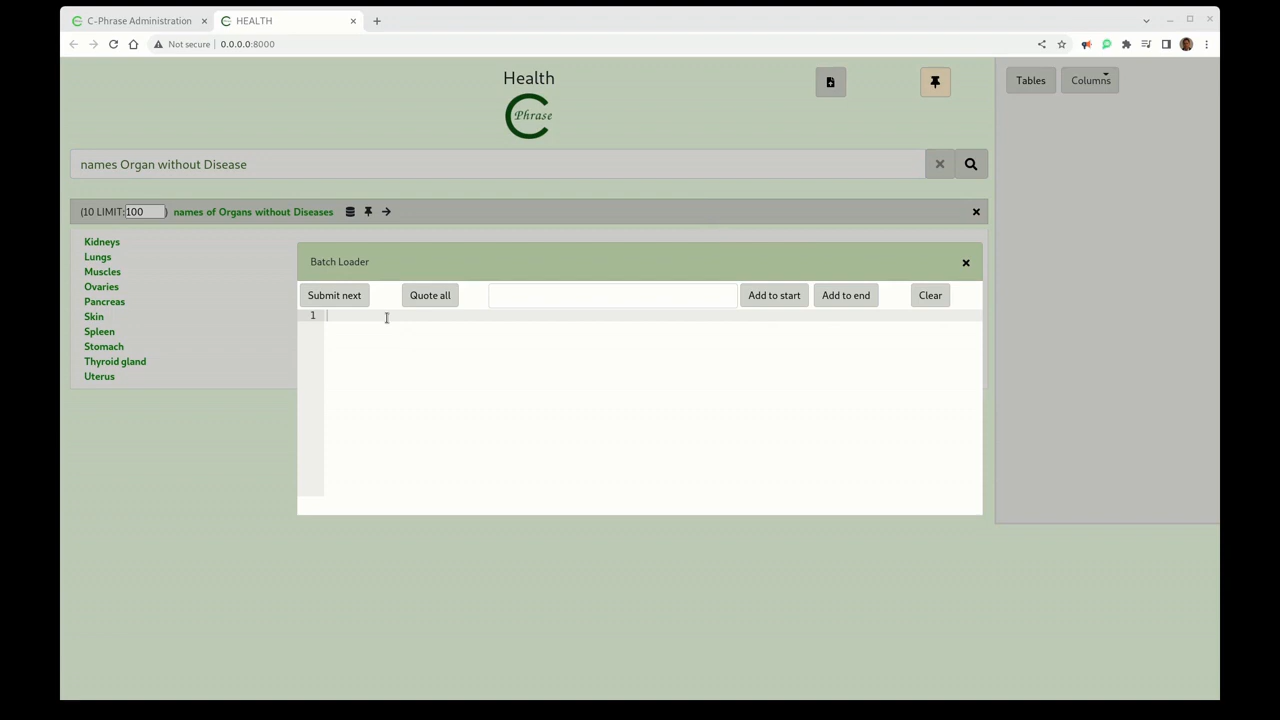 C-Phrase Administration
HEALTH
Not secure
0.0.0.0:8000
Health
Phrase
Tables
Columns
names Organ without Disease
(10 LIMIT:100 ) names of Organs without Diseases
Kidneys
Lungs
Muscles
Ovaries
Pancreas
Skin
Spleen
Stomach
Thyroid gland
Uterus
Batch Loader
Submit next
Quote all
Add to start
Add to end
Clear
1